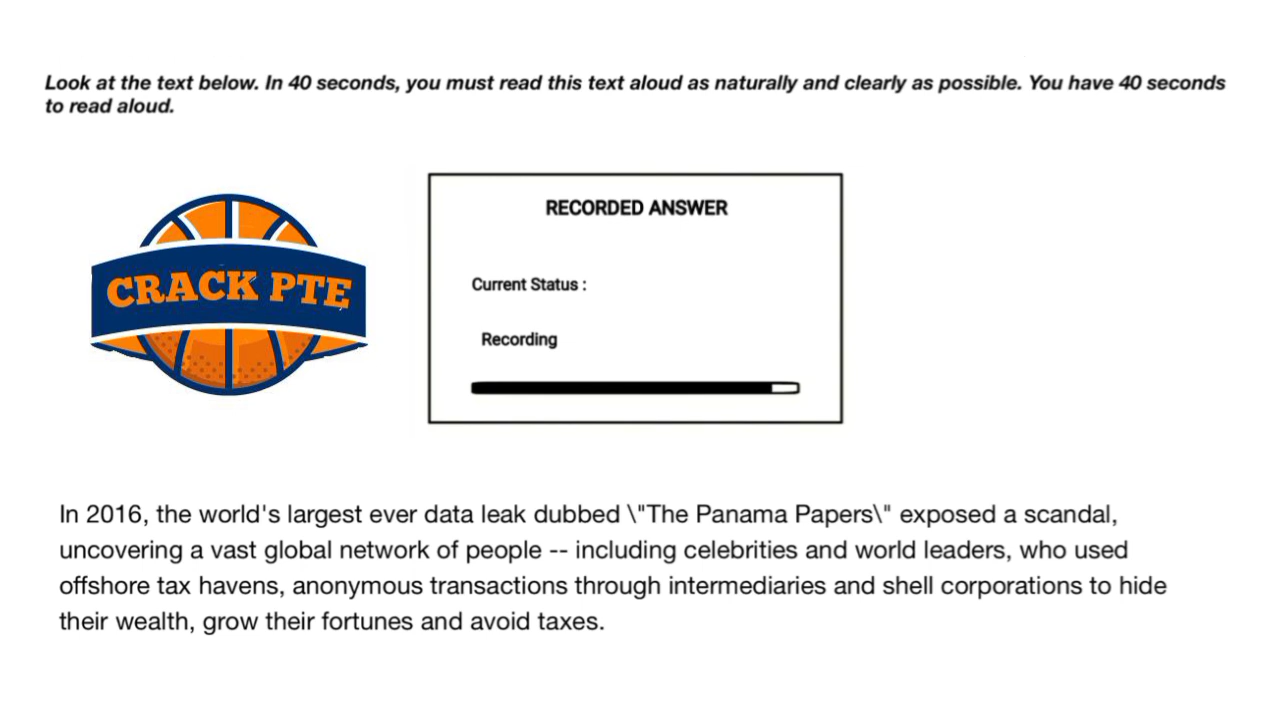 Look at the text below. In 40 seconds, you must read this text aloud as naturally and clearly as possible. You have 40 seconds
to read aloud.
CRACK PTE
RECORDED ANSWER
Current Status :
Recording
In 2016, the world's largest ever data leak dubbed \"The Panama Papers\" exposed a scandal,
uncovering a vast global network of people -- including celebrities and world leaders, who used
offshore tax havens, anonymous transactions through intermediaries and shell corporations to hide
their wealth, grow their fortunes and avoid taxes.